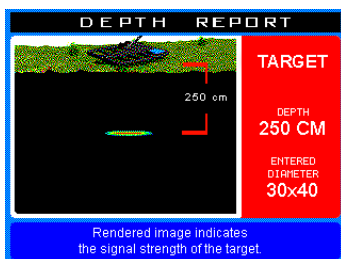 DEPTH REPORT
250 cm
TARGET
DEPTH
250 CM
ENTERED
DIAMETER
30x40
Rendered image indicates
the signal strength of the target.